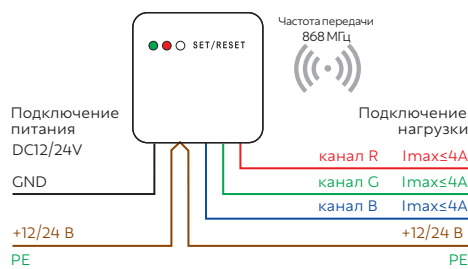 Частота передачи
868 МГц
SET/RESET
Подключение
питания
DC12/24V
GND
+12/24 В
PE
Подключение
нагрузки
канал R Imax≤4A
канал G Imax≤4A
канал B Imax≤4A
+12/24 В
PE